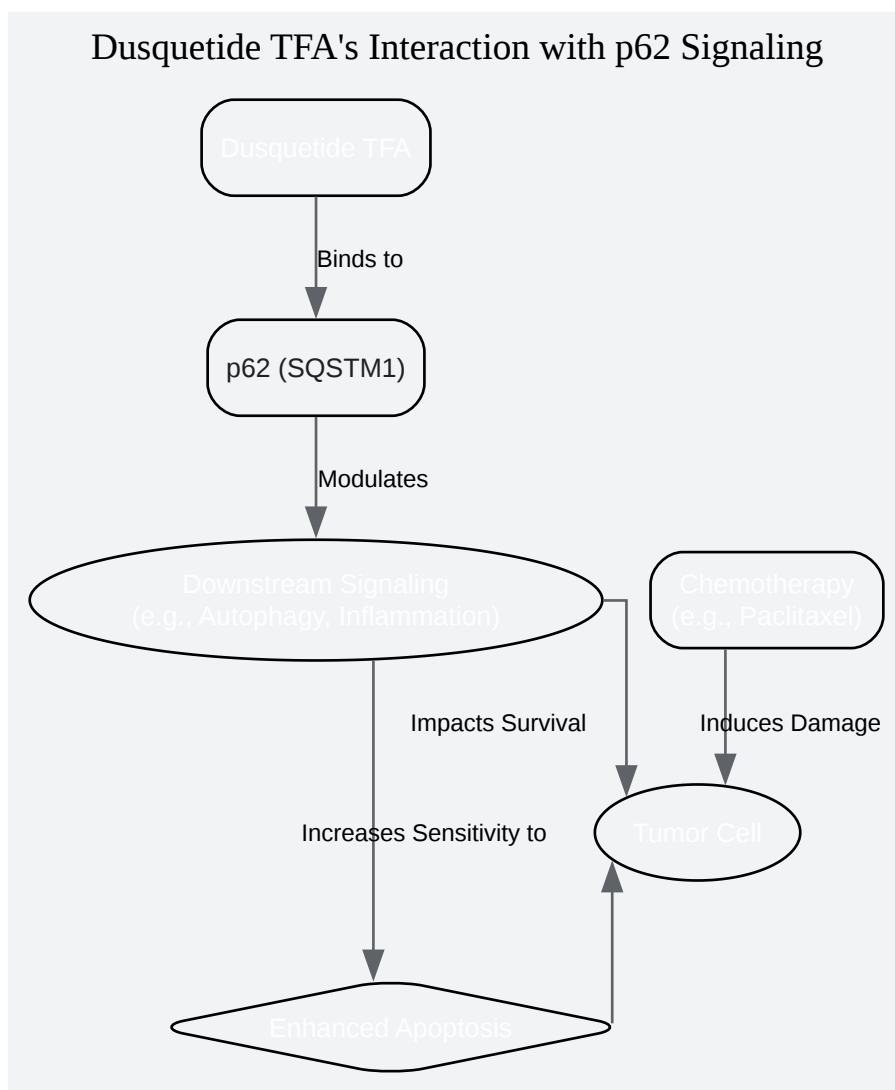 Dusquetide TFA's Interaction with p62 Signaling
Dusquetide TFA
Binds to
p62 (SQSTM1)
Modulates
Downstream Signaling
(e.g., Autophagy, Inflammation)
Chemotherapy
(e.g., Paclitaxel)
Impacts Survival
Induces Damage
Increases Sensitivity to
Tumor Cell
Enhanced Apoptosis